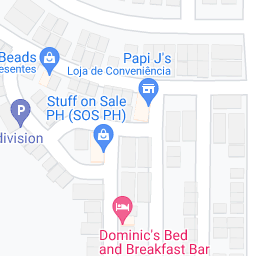 Beads
esentes
Papi J's
Loja de Conveniência
Stuff on Sale
PH (SOS PH)
P
division
Dominic's Bed
and Breakfast Bar